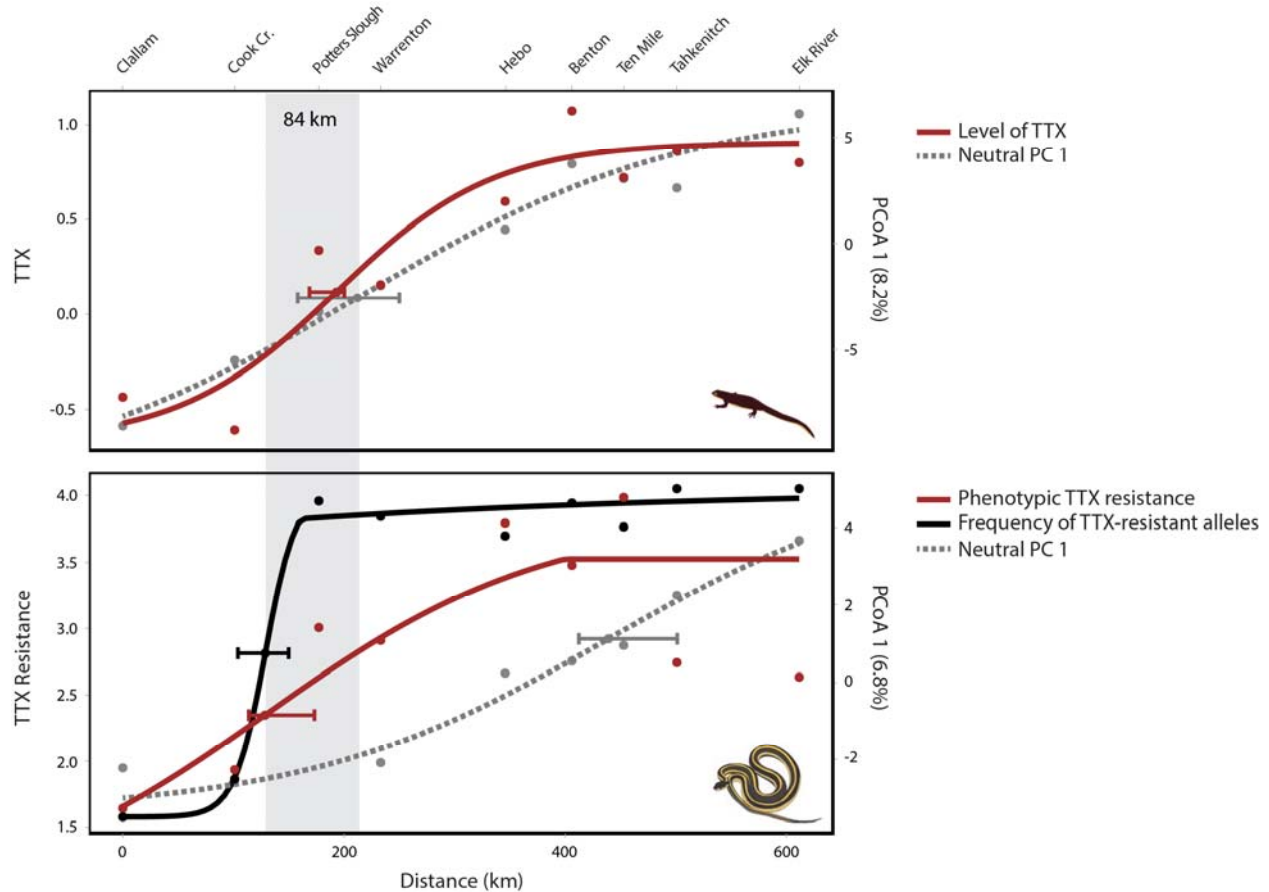 Clallam
Cook Cr.
Potters Slough
Warrenton
Hebo
Benton
Ten Mile
Tahkenitch
Elk River
84 km
1.0
0.5
0.0
-0.5
TTX
5
0
-5
PCoA 1 (8.2%)
Level of TTX
Neutral PC 1
4.0
3.5
3.0
2.5
2.0
1.5
TTX Resistance
4
2
0
-2
PCoA 1 (6.8%)
Phenotypic TTX resistance
Frequency of TTX-resistant alleles
Neutral PC 1
0
200
400
600
Distance (km)